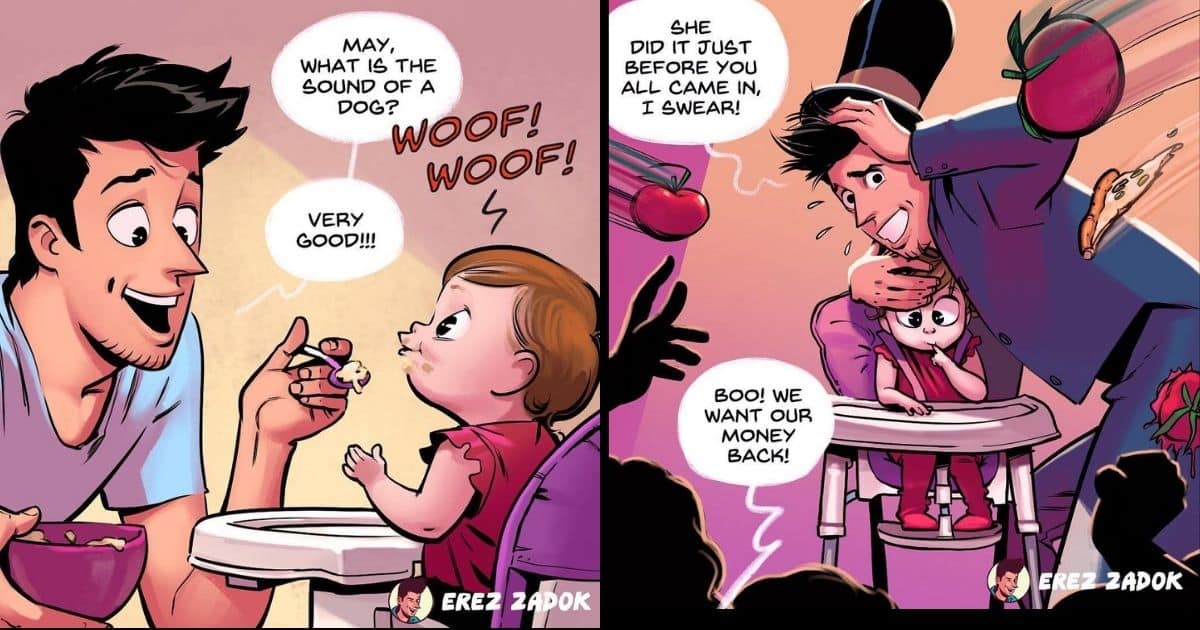 MAY,
WHAT IS THE
SOUND OF A
DOG?
WOOF!
WOOF!
VERY
GOOD!!!
EREZ ZADOK
SHE
DID IT JUST
BEFORE YOU
ALL CAME IN,
I SWEAR!
BOO! WE
WANT OUR
MONEY
BACK!
EREZ ZADOK